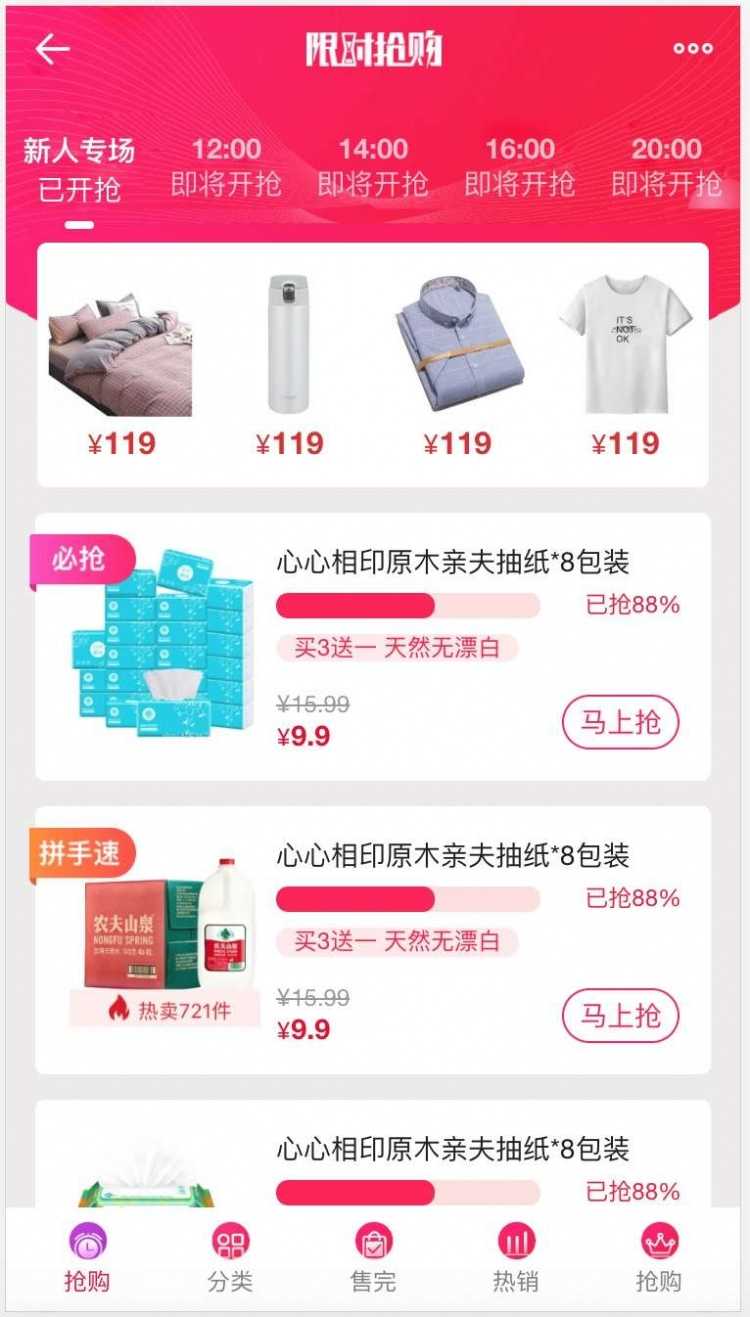 限时抢购
新人专场
已开抢
12:00
即将开抢
14:00
即将开抢
16:00
即将开抢
20:00
即将开抢
IT'S
NOT
OK
¥119
¥119
¥119
¥119
必抢
心心相印原木亲夫抽纸*8包装
已抢88%
买3送一 天然无漂白
¥15.99
¥9.9
马上抢
拼手速
心心相印原木亲夫抽纸*8包装
已抢88%
买3送一 天然无漂白
农夫山泉
NONGFU SPRING
农夫山泉
热卖721件
¥15.99
¥9.9
马上抢
心心相印原木亲夫抽纸*8包装
已抢88%
抢购
分类
售完
热销
抢购